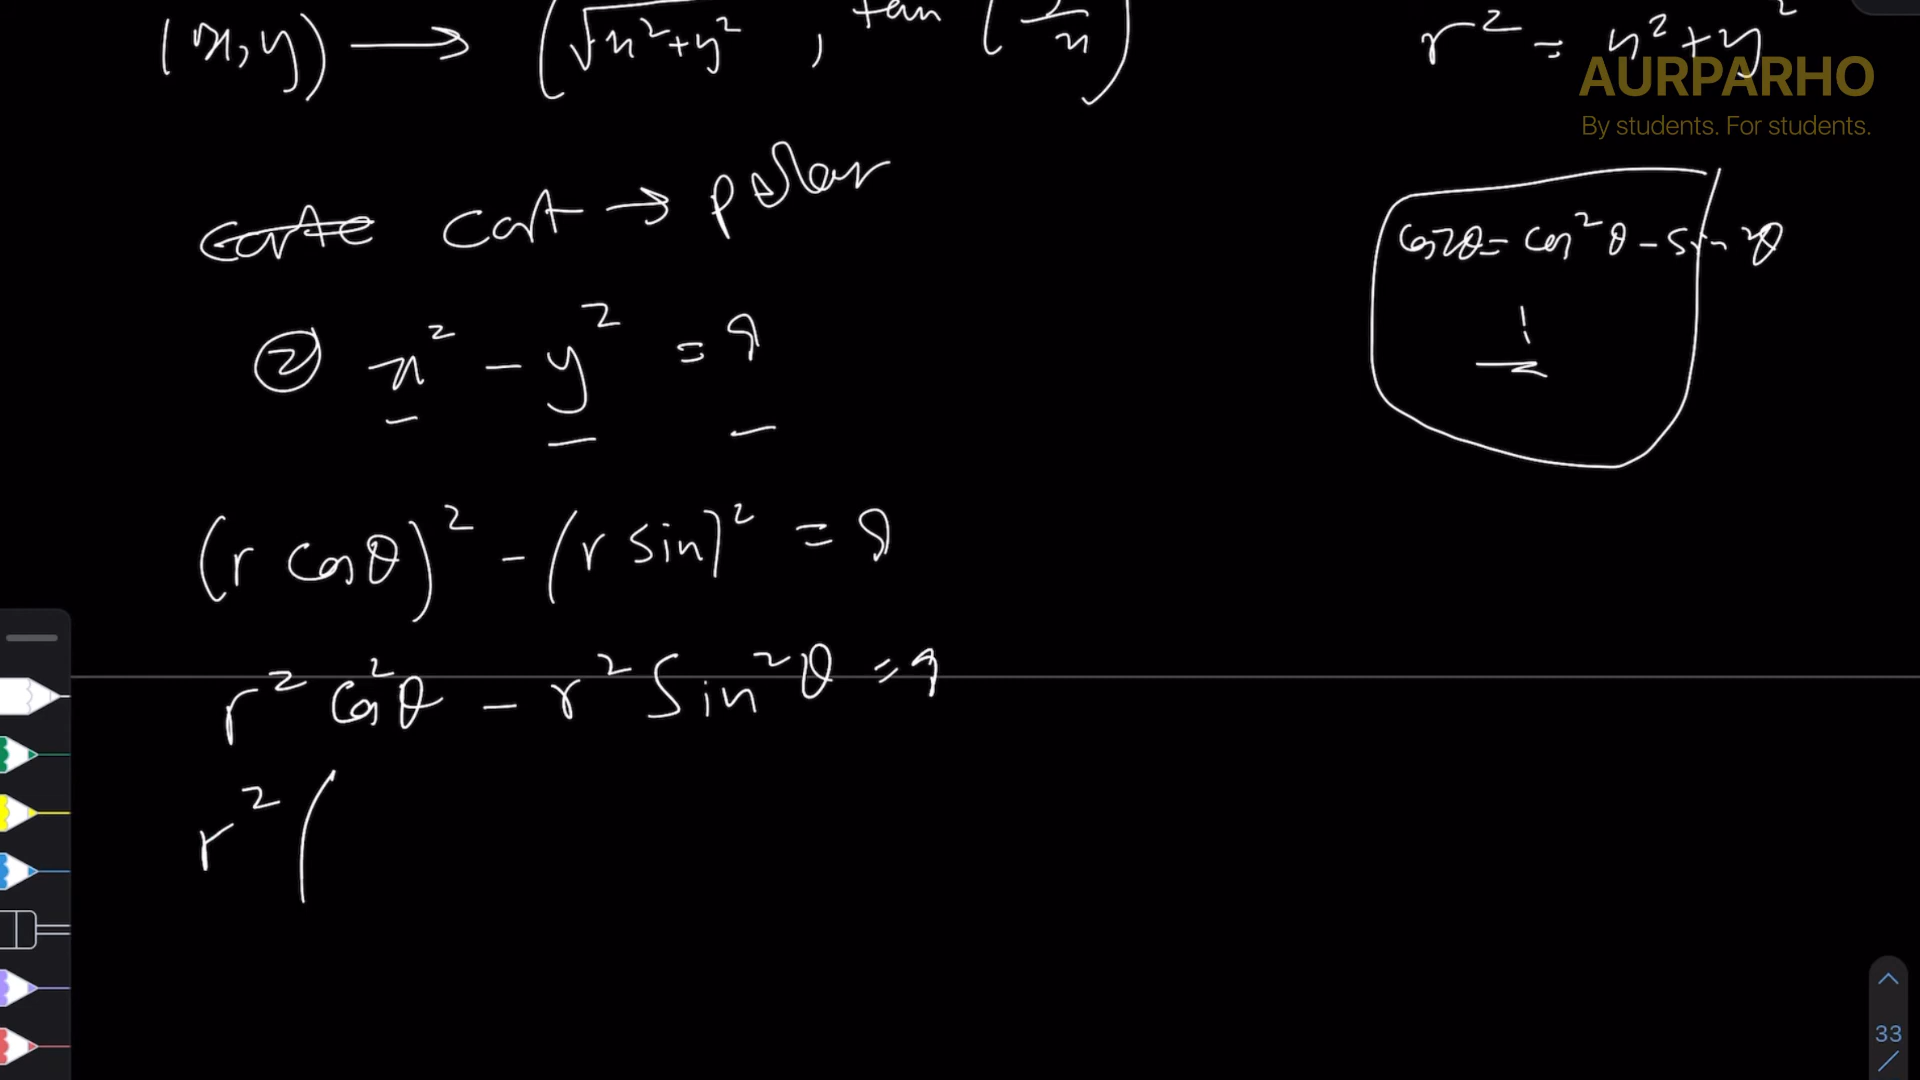 (x,y) → (√x²+y² , tan (y/x)
r² = x²+y²
AURPARHO
By students. For students.
carte cart → polar
cos2θ = cos²θ - sin²θ
② x² - y² = 9
(r cosθ)² - (r sin)² = 9
r² cos²θ - r² Sin²θ = 9
r² (
33